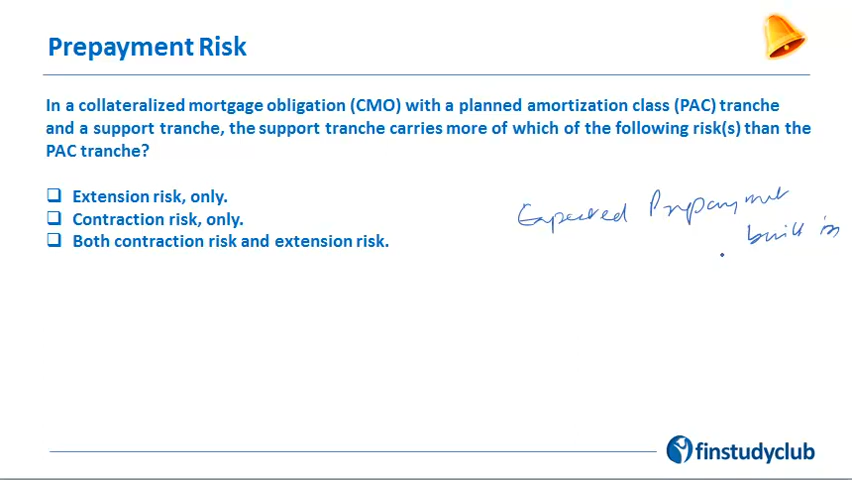 Prepayment Risk
In a collateralized mortgage obligation (CMO) with a planned amortization class (PAC) tranche
and a support tranche, the support tranche carries more of which of the following risk(s) than the
PAC tranche?
Extension risk, only.
Contraction risk, only.
Both contraction risk and extension risk.
Expected Prepayment
built in
finstudyclub